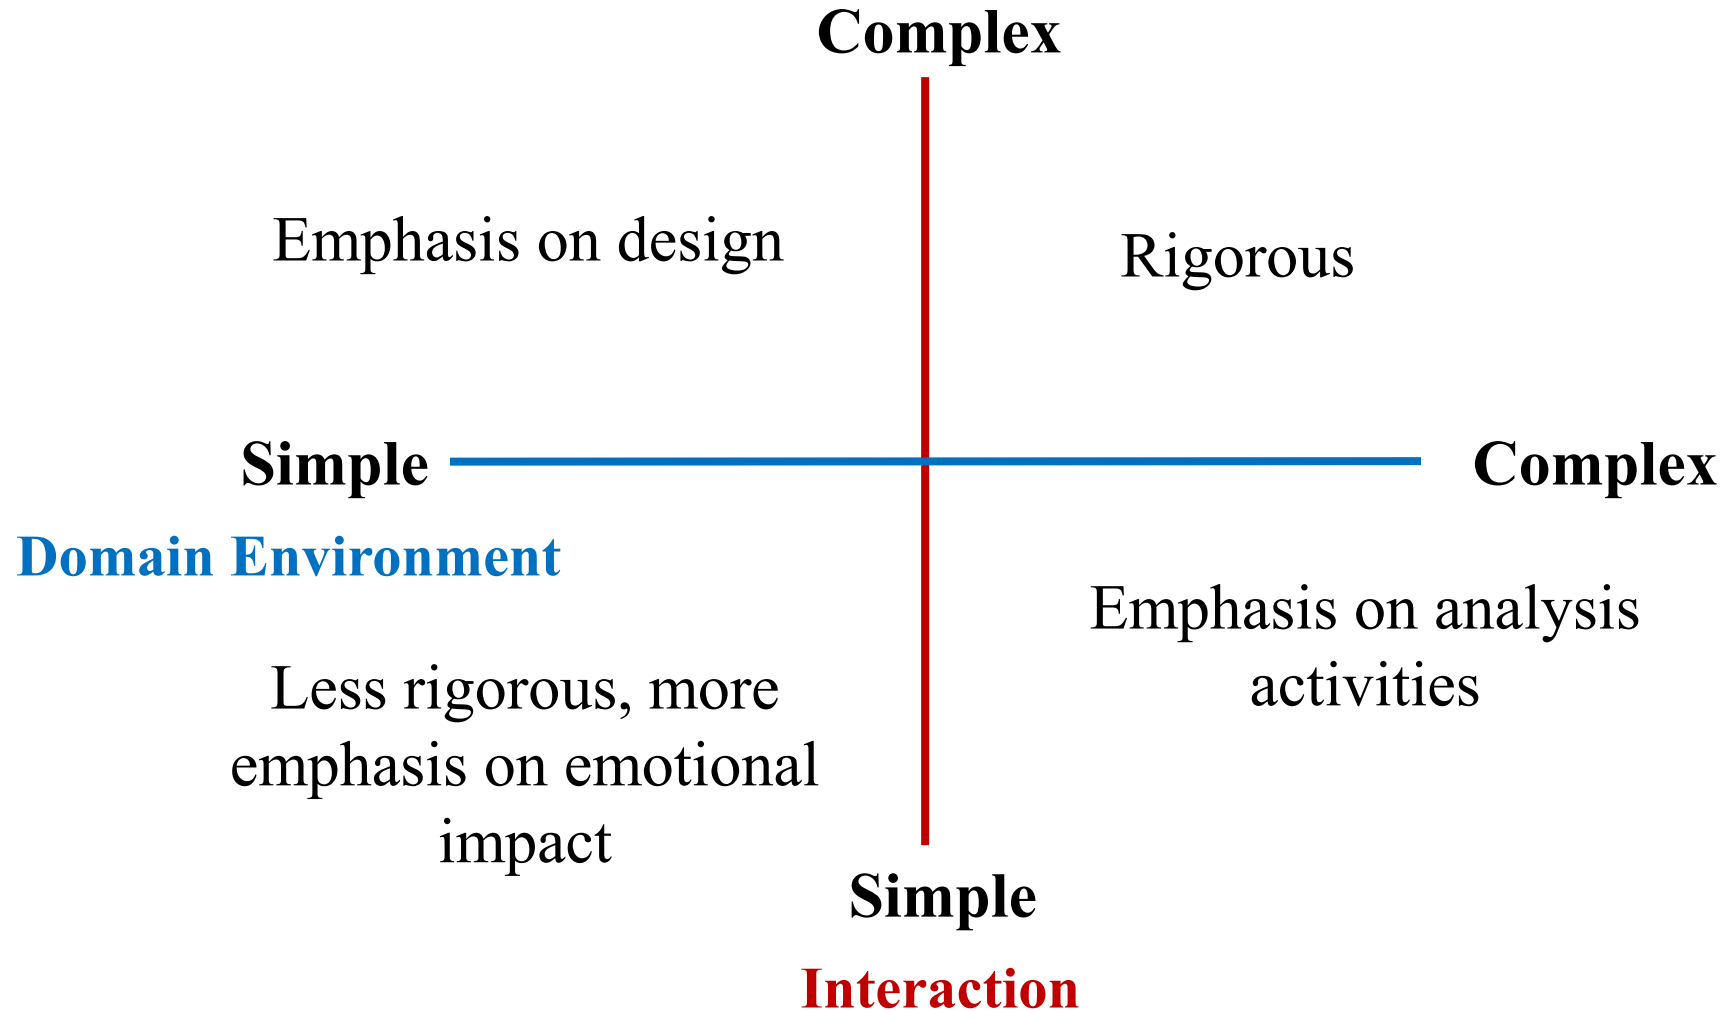 Complex
Emphasis on design
Rigorous
Simple
Complex
Domain Environment
Emphasis on analysis
activities
Less rigorous, more
emphasis on emotional
impact
Simple
Interaction